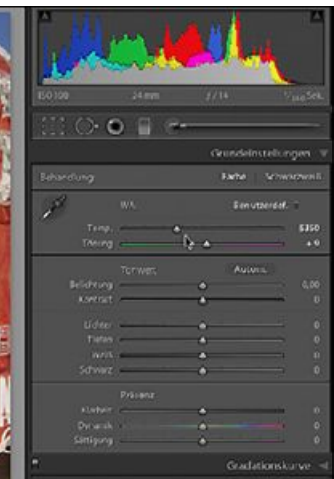 ISO 100 24 mm f / 14 Sek.
Grundeinstellungen
Behandlung: Farbe Schwarzweiß
WA: Benutzerdef.
Temp. 5350
Tönung + 9
Tonwert Autom.
Belichtung 0,00
Kontrast 0
Lichter 0
Tiefen 0
Weiß 0
Schwarz 0
Präsenz
Klarheit 0
Dynamik 0
Sättigung 0
Gradationskurve